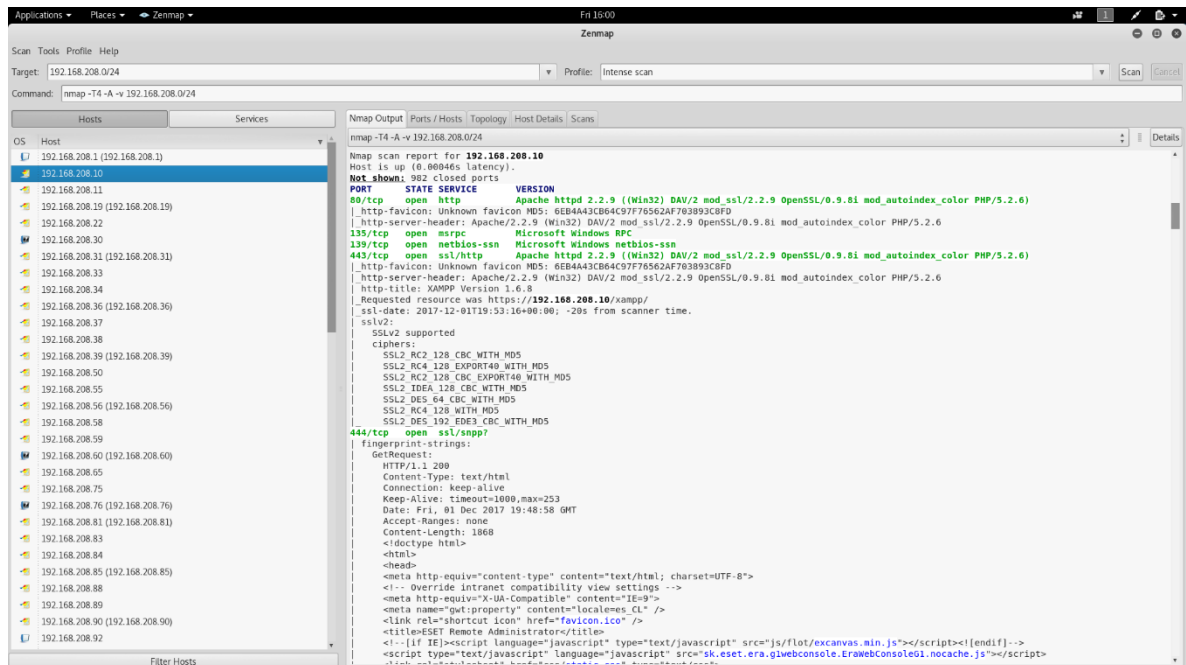 Applications ▾ Places ▾ Zenmap ▾ Fri 16:00 1
Zenmap
Scan Tools Profile Help
Target: 192.168.208.0/24 Profile: Intense scan Scan Cancel
Command: nmap -T4 -A -v 192.168.208.0/24
Hosts Services
OS Host
192.168.208.1 (192.168.208.1)
192.168.208.10
192.168.208.11
192.168.208.19 (192.168.208.19)
192.168.208.22
192.168.208.30
192.168.208.31 (192.168.208.31)
192.168.208.33
192.168.208.34
192.168.208.36 (192.168.208.36)
192.168.208.37
192.168.208.38
192.168.208.39 (192.168.208.39)
192.168.208.50
192.168.208.55
192.168.208.56 (192.168.208.56)
192.168.208.58
192.168.208.59
192.168.208.60 (192.168.208.60)
192.168.208.65
192.168.208.75
192.168.208.76 (192.168.208.76)
192.168.208.81 (192.168.208.81)
192.168.208.83
192.168.208.84
192.168.208.85 (192.168.208.85)
192.168.208.88
192.168.208.89
192.168.208.90 (192.168.208.90)
192.168.208.92
Filter Hosts
Nmap Output Ports / Hosts Topology Host Details Scans
nmap -T4 -A -v 192.168.208.0/24 Details
Nmap scan report for 192.168.208.10
Host is up (0.00046s latency).
Not shown: 982 closed ports
PORT STATE SERVICE VERSION
80/tcp open http Apache httpd 2.2.9 ((Win32) DAV/2 mod_ssl/2.2.9 OpenSSL/0.9.8i mod_autoindex_color PHP/5.2.6)
|_http-favicon: Unknown favicon MD5: 6EB4A43CB64C97F76562AF703893C8FD
|_http-server-header: Apache/2.2.9 (Win32) DAV/2 mod_ssl/2.2.9 OpenSSL/0.9.8i mod_autoindex_color PHP/5.2.6
135/tcp open msrpc Microsoft Windows RPC
139/tcp open netbios-ssn Microsoft Windows netbios-ssn
443/tcp open ssl/http Apache httpd 2.2.9 ((Win32) DAV/2 mod_ssl/2.2.9 OpenSSL/0.9.8i mod_autoindex_color PHP/5.2.6)
|_http-favicon: Unknown favicon MD5: 6EB4A43CB64C97F76562AF703893C8FD
|_http-server-header: Apache/2.2.9 (Win32) DAV/2 mod_ssl/2.2.9 OpenSSL/0.9.8i mod_autoindex_color PHP/5.2.6
| http-title: XAMPP Version 1.6.8
|_Requested resource was https://192.168.208.10/xampp/
|_ssl-date: 2017-12-01T19:53:16+00:00; -20s from scanner time.
| sslv2:
| SSLv2 supported
| ciphers:
| SSL2_RC2_128_CBC_WITH_MD5
| SSL2_RC4_128_EXPORT40_WITH_MD5
| SSL2_RC2_128_CBC_EXPORT40_WITH_MD5
| SSL2_IDEA_128_CBC_WITH_MD5
| SSL2_DES_64_CBC_WITH_MD5
| SSL2_RC4_128_WITH_MD5
|_ SSL2_DES_192_EDE3_CBC_WITH_MD5
444/tcp open ssl/snpp?
| fingerprint-strings:
| GetRequest:
| HTTP/1.1 200
| Content-Type: text/html
| Connection: keep-alive
| Keep-Alive: timeout=1000,max=253
| Date: Fri, 01 Dec 2017 19:48:58 GMT
| Accept-Ranges: none
| Content-Length: 1868
| <!doctype html>
| <html>
| <head>
| <meta http-equiv="content-type" content="text/html; charset=UTF-8">
| <!-- Override intranet compatibility view settings -->
| <meta http-equiv="X-UA-Compatible" content="IE=9">
| <meta name="gwt:property" content="locale=es_CL" />
| <link rel="shortcut icon" href="favicon.ico" />
| <title>ESET Remote Administrator</title>
| <!--[if IE]><script language="javascript" type="text/javascript" src="js/flot/excanvas.min.js"></script><![endif]-->
| <script type="text/javascript" language="javascript" src="sk.eset.era.g1webconsole.EraWebConsoleG1.nocache.js"></script>